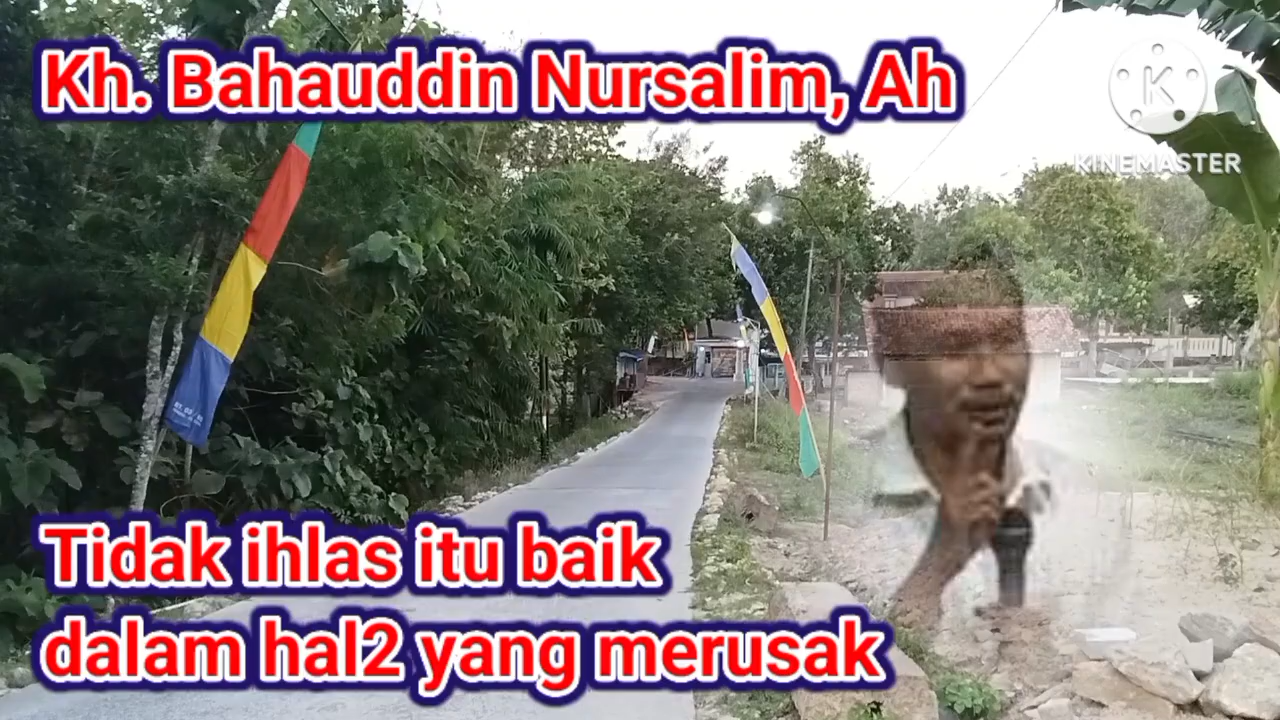 Kh. Bahauddin Nursalim, Ah
K
KINEMASTER
Tidak ihlas itu baik
dalam hal2 yang merusak